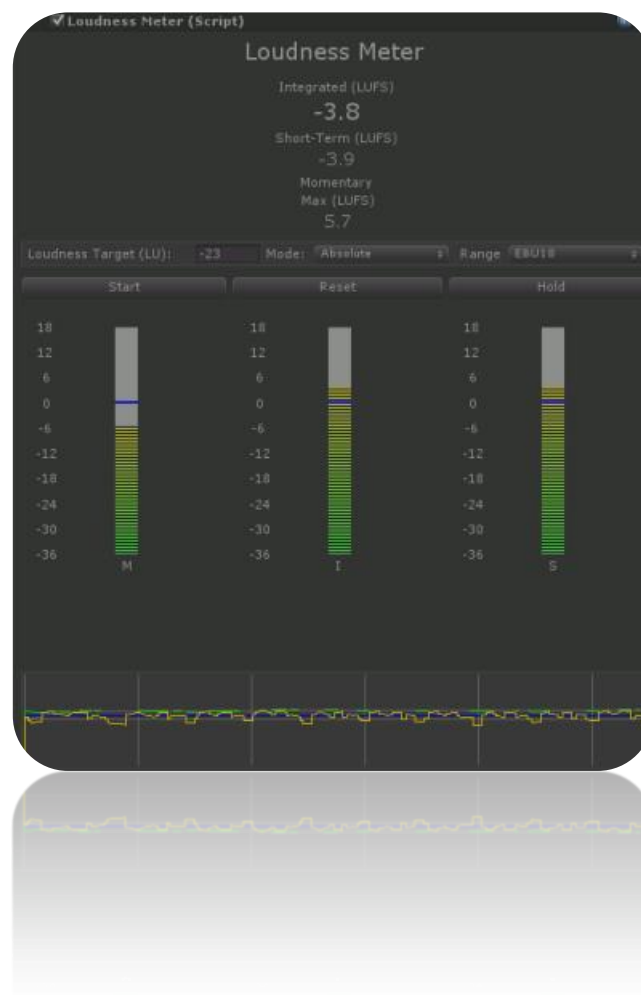 Loudness Meter (Script)
Loudness Meter
Integrated (LUFS)
-3.8
Short-Term (LUFS)
-3.9
Momentary
Max (LUFS)
5.7
Loudness Target (LU): -23 Mode: Absolute Range EBU18
Start Reset Hold
18 18 18
12 12 12
6 6 6
0 0 0
-6 -6 -6
-12 -12 -12
-18 -18 -18
-24 -24 -24
-30 -30 -30
-36 -36 -36
M I S